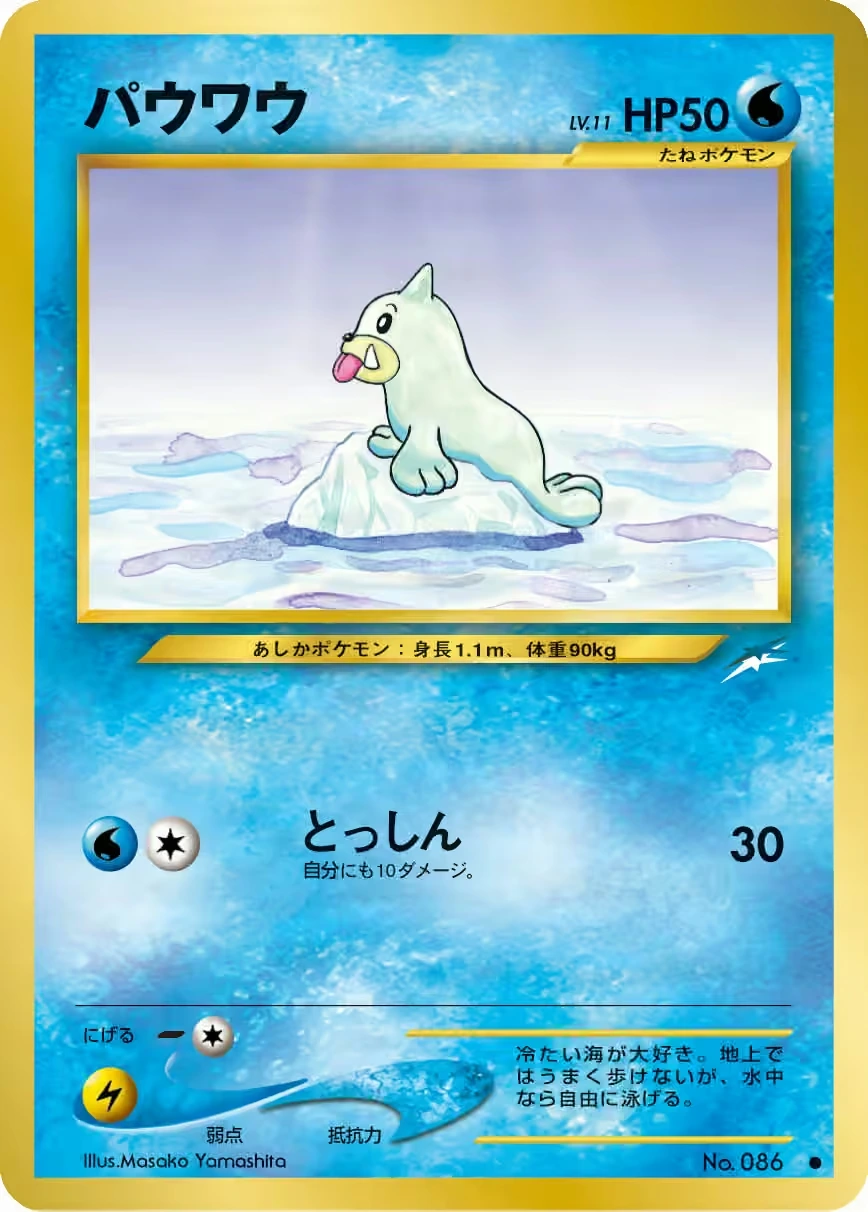 パウワウ
LV.11 HP50
たねポケモン
あしかポケモン：身長1.1m、体重90kg
とっしん 30
自分にも10ダメージ。
にげる
冷たい海が大好き。地上で
はうまく歩けないが、水中
なら自由に泳げる。
弱点 抵抗力
Illus.Masako Yamashita
No.086